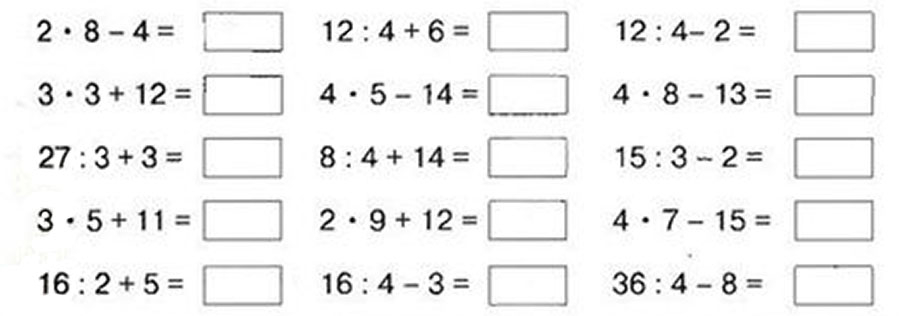 2 · 8 – 4 = 12 : 4 + 6 = 12 : 4– 2 =
3 · 3 + 12 = 4 · 5 – 14 = 4 · 8 – 13 =
27 : 3 + 3 = 8 : 4 + 14 = 15 : 3 – 2 =
3 · 5 + 11 = 2 · 9 + 12 = 4 · 7 – 15 =
16 : 2 + 5 = 16 : 4 – 3 = 36 : 4 – 8 =